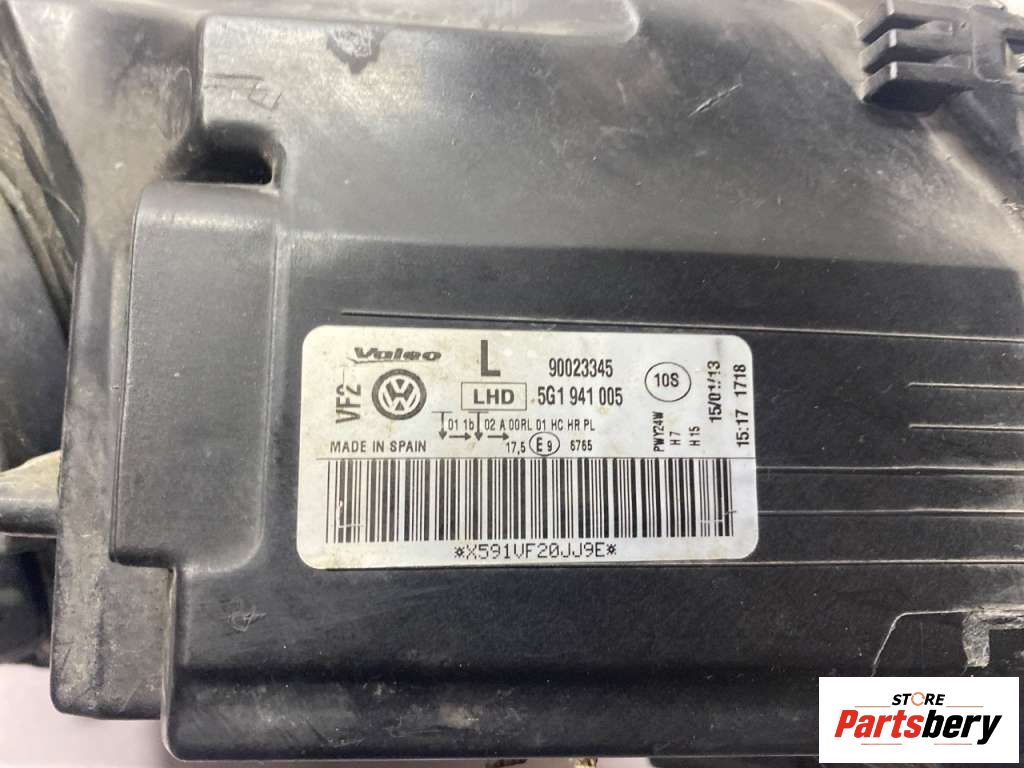 Valeo
L
90023345
VF2
LHD
5G1 941 005
10S
01 1b 02 A 00RL 01 HC HR PL
MADE IN SPAIN
17,5
E9
6765
PWY24W
H7
H15
15/01/13
15:17 1718
*X591VF20JJ9E*
STORE
Partsbery